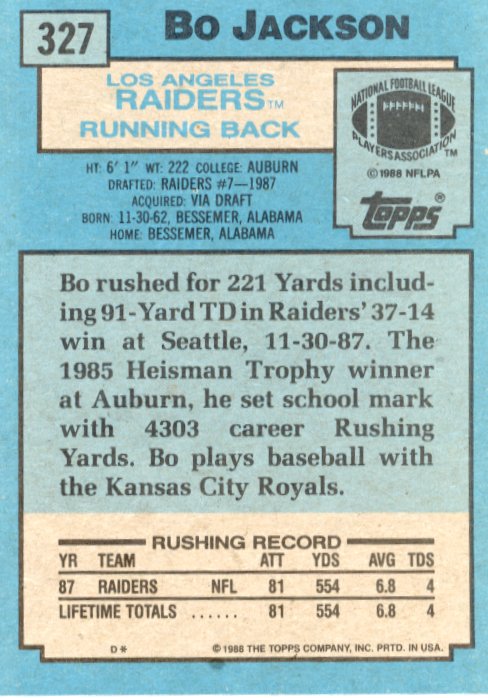 327
BO JACKSON
LOS ANGELES
RAIDERS™
RUNNING BACK
NATIONAL FOOTBALL LEAGUE
PLAYERS ASSOCIATION™
©1988 NFLPA
topps®
HT: 6' 1" WT: 222 COLLEGE: AUBURN
DRAFTED: RAIDERS #7—1987
ACQUIRED: VIA DRAFT
BORN: 11-30-62, BESSEMER, ALABAMA
HOME: BESSEMER, ALABAMA
Bo rushed for 221 Yards includ-
ing 91-Yard TD in Raiders' 37-14
win at Seattle, 11-30-87. The
1985 Heisman Trophy winner
at Auburn, he set school mark
with 4303 career Rushing
Yards. Bo plays baseball with
the Kansas City Royals.
RUSHING RECORD
YR TEAM ATT YDS AVG TDS
87 RAIDERS NFL 81 554 6.8 4
LIFETIME TOTALS ...... 81 554 6.8 4
D* ©1988 THE TOPPS COMPANY, INC. PRTD. IN USA.